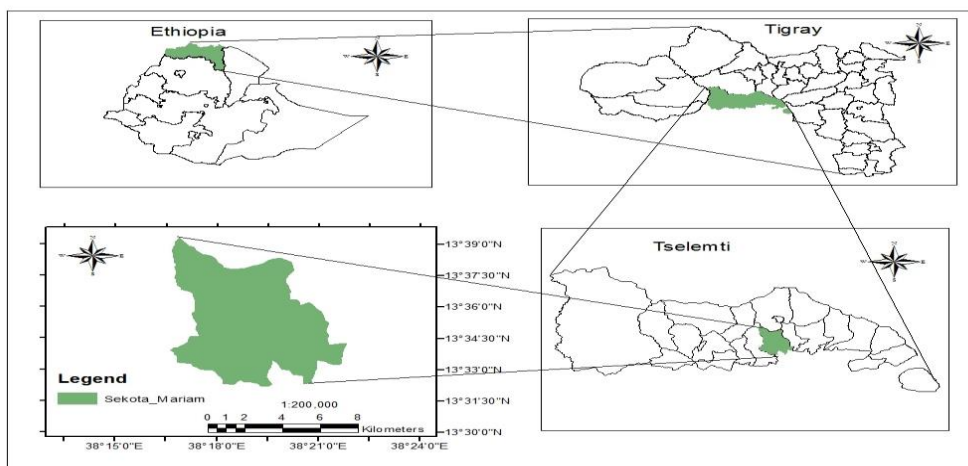 Ethiopia
Tigray
Tselemti
13°39'0"N
13°37'30"N
13°36'0"N
13°34'30"N
13°33'0"N
13°31'30"N
13°30'0"N
Legend
Sekota_Mariam
1:200,000
0 1 2 4 6 8
Kilometers
38°15'0"E 38°18'0"E 38°21'0"E 38°24'0"E